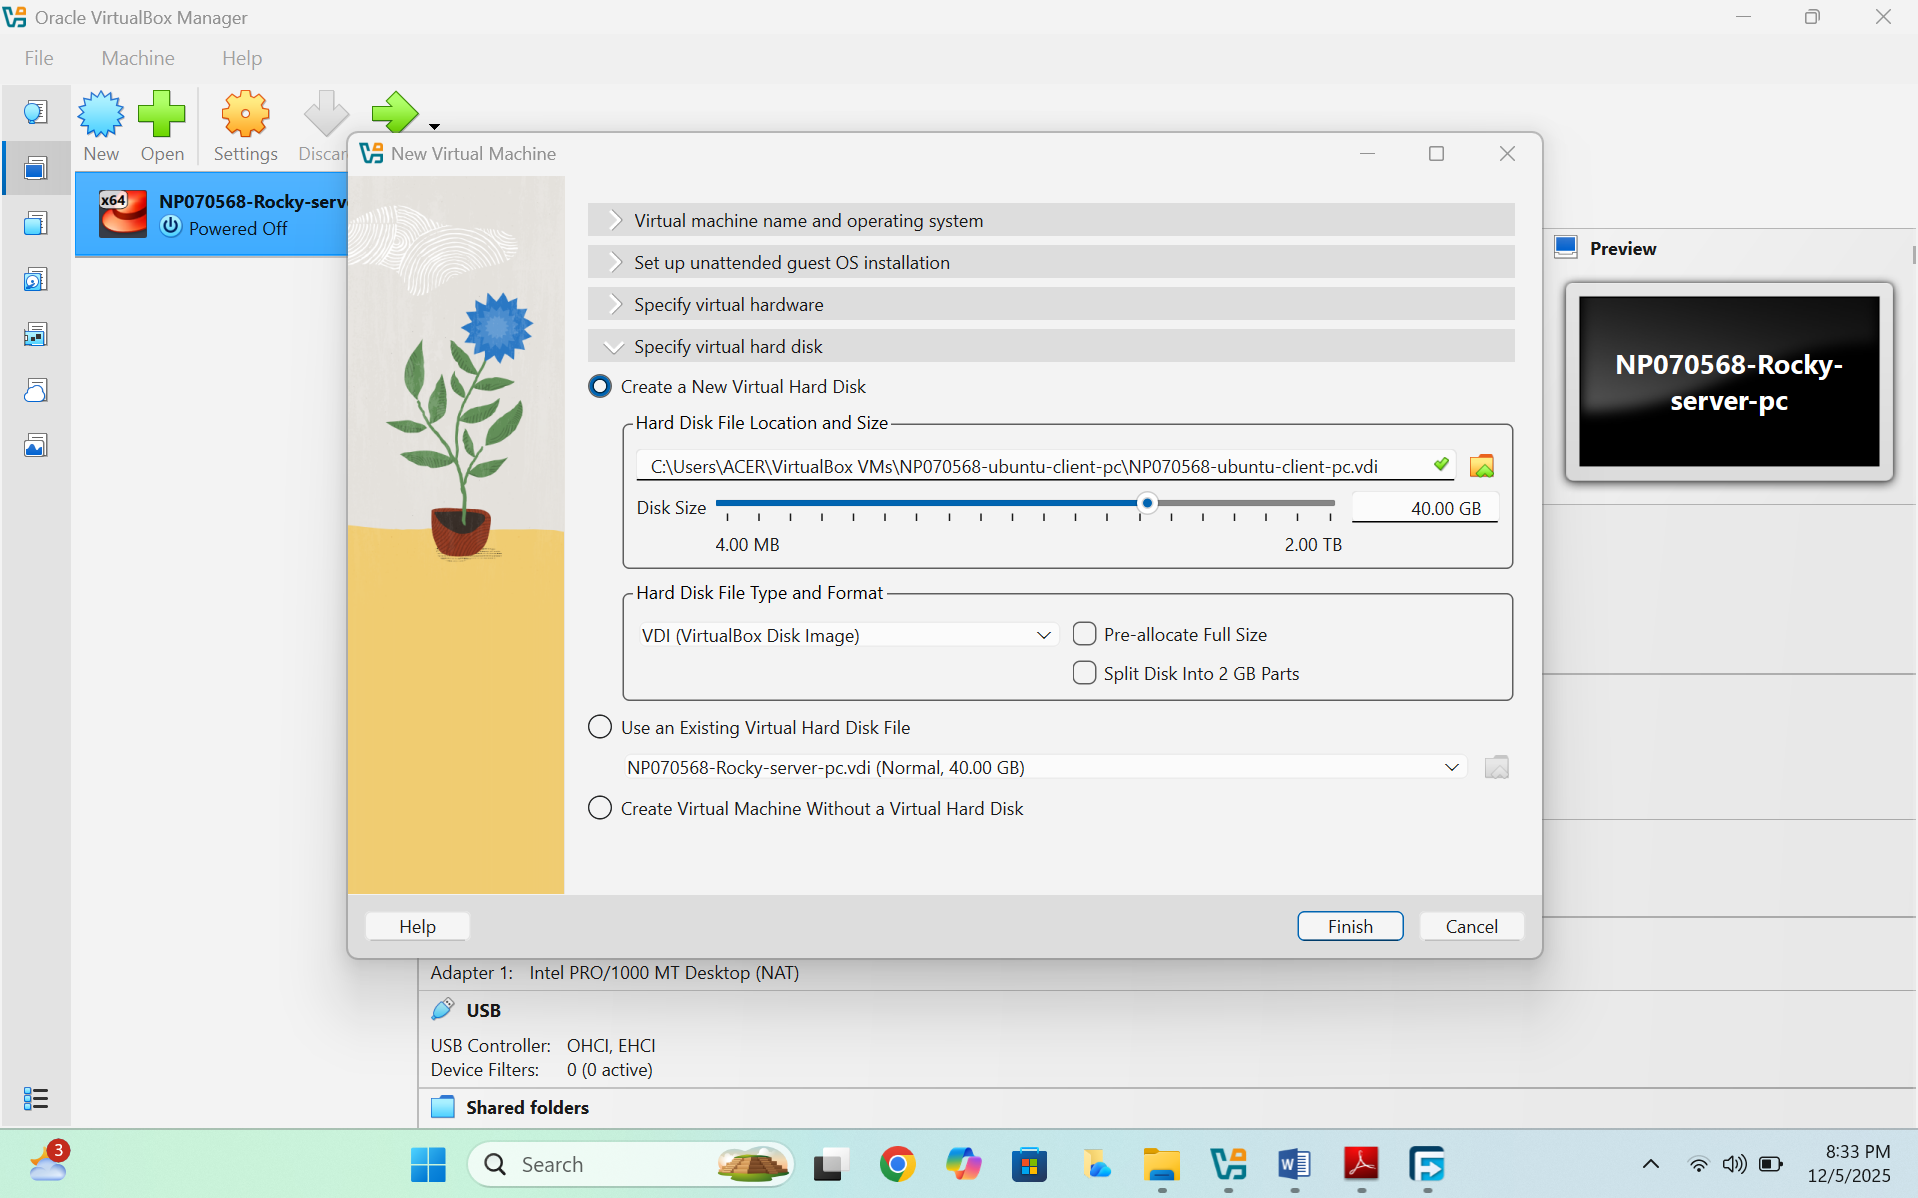 Oracle VirtualBox Manager
File Machine Help
New Open Settings Discar
x64 NP070568-Rocky-serv
Powered Off
New Virtual Machine
Virtual machine name and operating system
Set up unattended guest OS installation
Specify virtual hardware
Specify virtual hard disk
Create a New Virtual Hard Disk
Hard Disk File Location and Size
C:\Users\ACER\VirtualBox VMs\NP070568-ubuntu-client-pc\NP070568-ubuntu-client-pc.vdi
Disk Size 40.00 GB
4.00 MB 2.00 TB
Hard Disk File Type and Format
VDI (VirtualBox Disk Image) Pre-allocate Full Size
Split Disk Into 2 GB Parts
Use an Existing Virtual Hard Disk File
NP070568-Rocky-server-pc.vdi (Normal, 40.00 GB)
Create Virtual Machine Without a Virtual Hard Disk
Help Finish Cancel
Preview
NP070568-Rocky-
server-pc
Adapter 1: Intel PRO/1000 MT Desktop (NAT)
USB
USB Controller: OHCI, EHCI
Device Filters: 0 (0 active)
Shared folders
3
Search
8:33 PM
12/5/2025